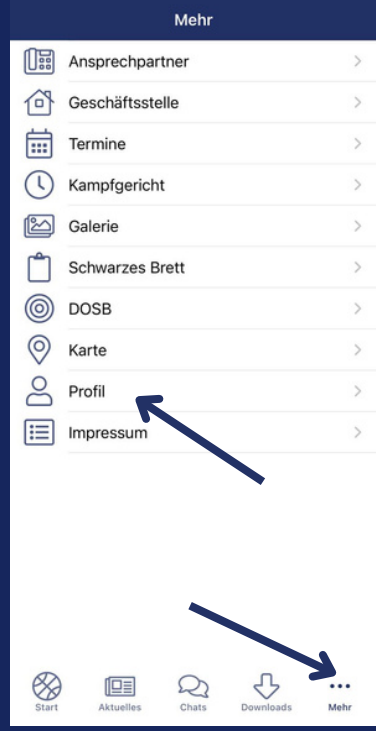 Mehr
Ansprechpartner
Geschäftsstelle
Termine
Kampfgericht
Galerie
Schwarzes Brett
DOSB
Karte
Profil
Impressum
Start Aktuelles Chats Downloads Mehr